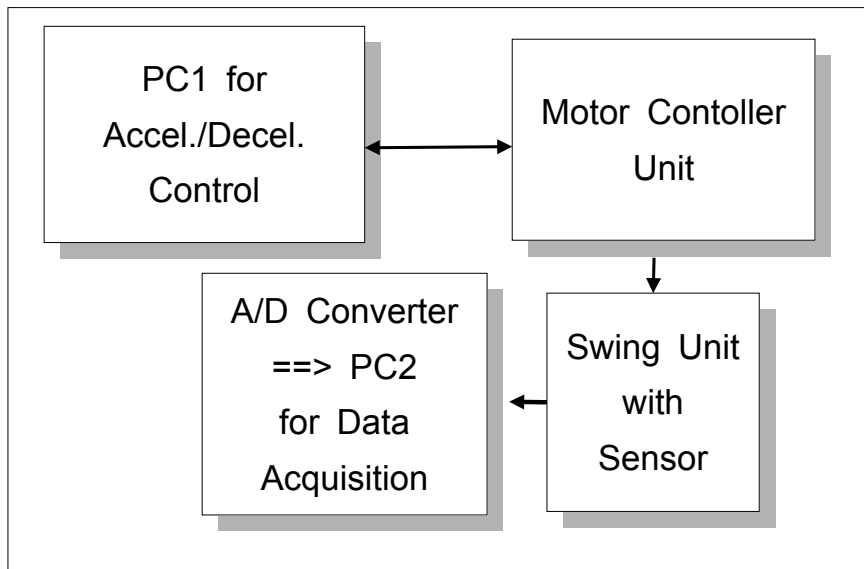 PC1 for
Accel./Decel.
Control
Motor Contoller
Unit
A/D Converter
==> PC2
for Data
Acquisition
Swing Unit
with
Sensor